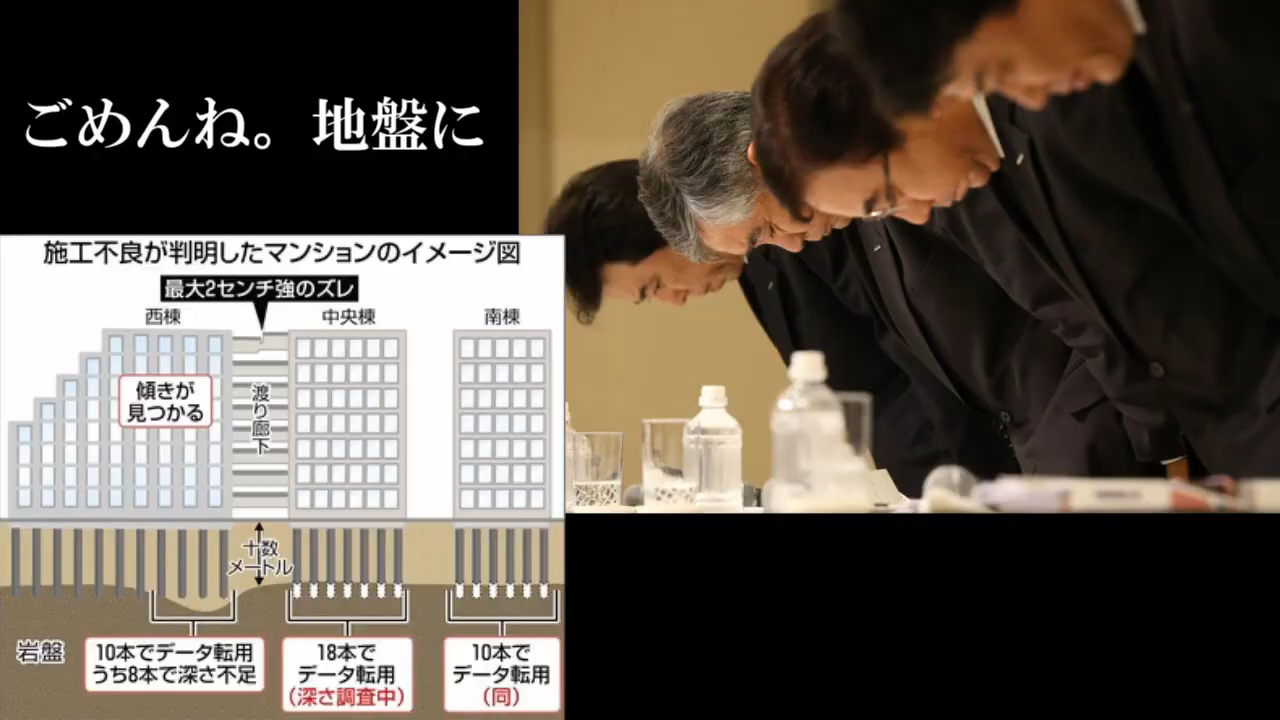 ごめんね。地盤に
施工不良が判明したマンションのイメージ図
最大2センチ強のズレ
西棟
中央棟
南棟
傾きが
見つかる
渡り廊下
十数
メートル
岩盤
10本でデータ転用
うち8本で深さ不足
18本で
データ転用
(深さ調査中)
10本で
データ転用
(同)